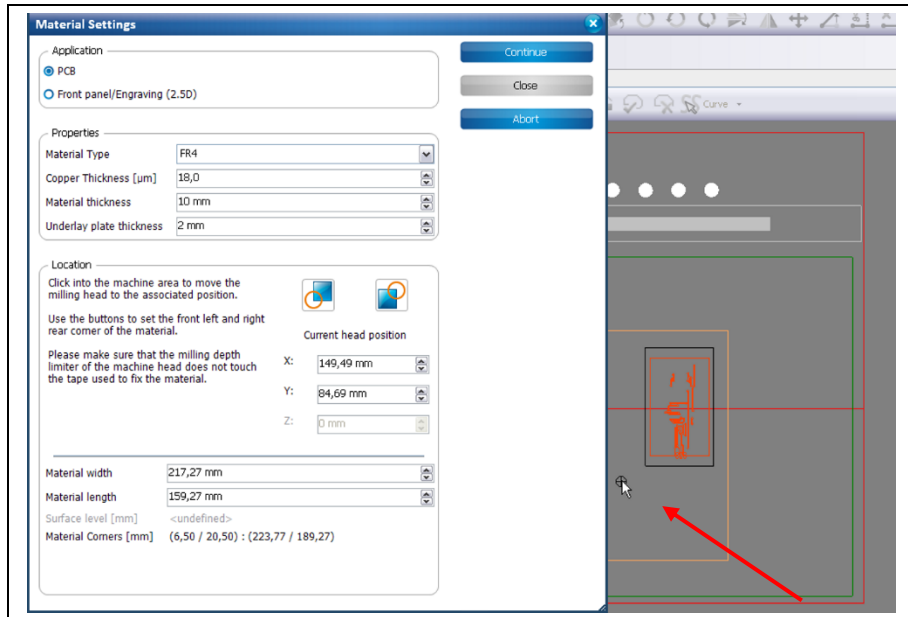 Material Settings
Application
PCB
Front panel/Engraving (2.5D)
Continue
Close
Abort
Properties
Material Type FR4
Copper Thickness [µm] 18,0
Material thickness 10 mm
Underlay plate thickness 2 mm
Location
Click into the machine area to move the
milling head to the associated position.
Use the buttons to set the front left and right
rear corner of the material.
Please make sure that the milling depth
limiter of the machine head does not touch
the tape used to fix the material.
Current head position
X: 149,49 mm
Y: 84,69 mm
Z: 0 mm
Material width 217,27 mm
Material length 159,27 mm
Surface level [mm] <undefined>
Material Corners [mm] (6,50 / 20,50) : (223,77 / 189,27)
Curve